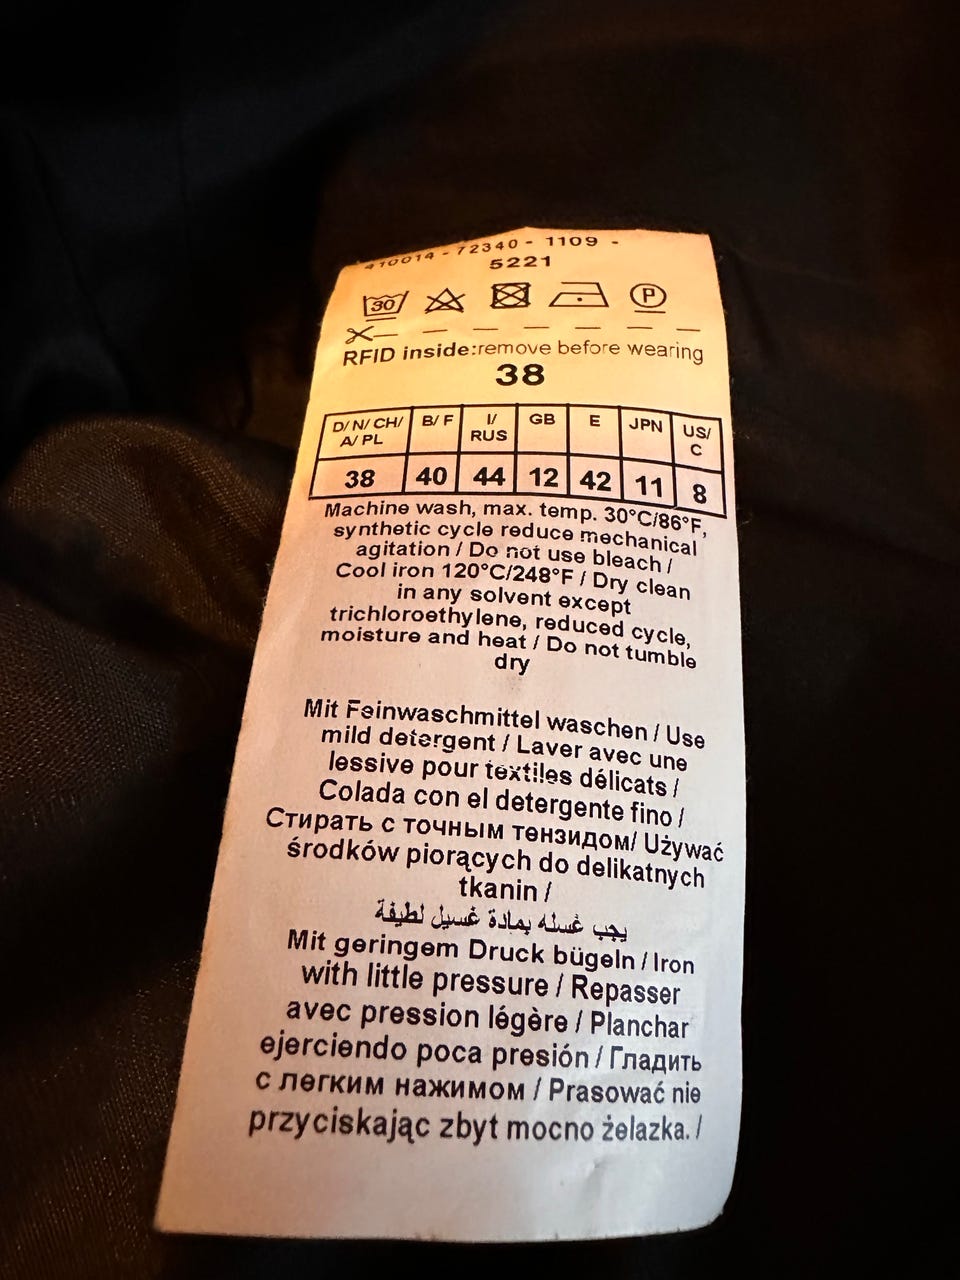 410014 - 72340 - 1109 -
5221
30
P
RFID inside:remove before wearing
38
D/ N/ CH/ A/ PL B/ F I/ RUS GB E JPN US/ C
38 40 44 12 42 11 8
Machine wash, max. temp. 30°C/86°F,
synthetic cycle reduce mechanical
agitation / Do not use bleach /
Cool iron 120°C/248°F / Dry clean
in any solvent except
trichloroethylene, reduced cycle,
moisture and heat / Do not tumble
dry
Mit Feinwaschmittel waschen / Use
mild detergent / Laver avec une
lessive pour textiles délicats /
Colada con el detergente fino /
Стирать с точным тензидом/ Używać
środków piorących do delikatnych
tkanin /
يجب غسله بمادة غسيل لطيفة
Mit geringem Druck bügeln / Iron
with little pressure / Repasser
avec pression légère / Planchar
ejerciendo poca presión / Гладить
с легким нажимом / Prasować nie
przyciskając zbyt mocno żelazka. /